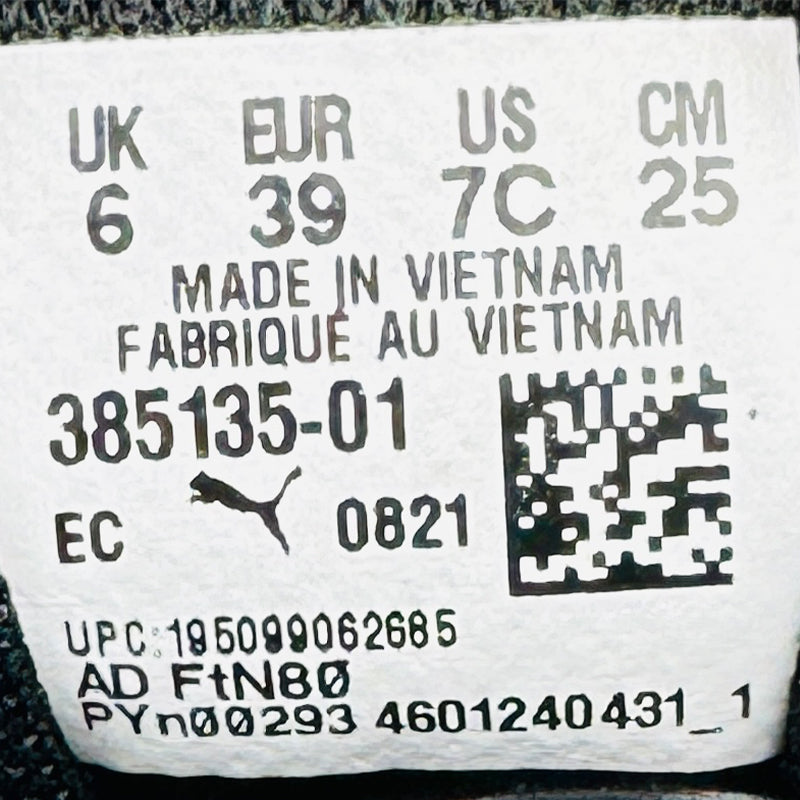 UK EUR US CM
6 39 7C 25
MADE IN VIETNAM
FABRIQUÉ AU VIETNAM
385135-01
EC 0821
UPC:195099062685
AD FtN80
PYn00293 4601240431_1